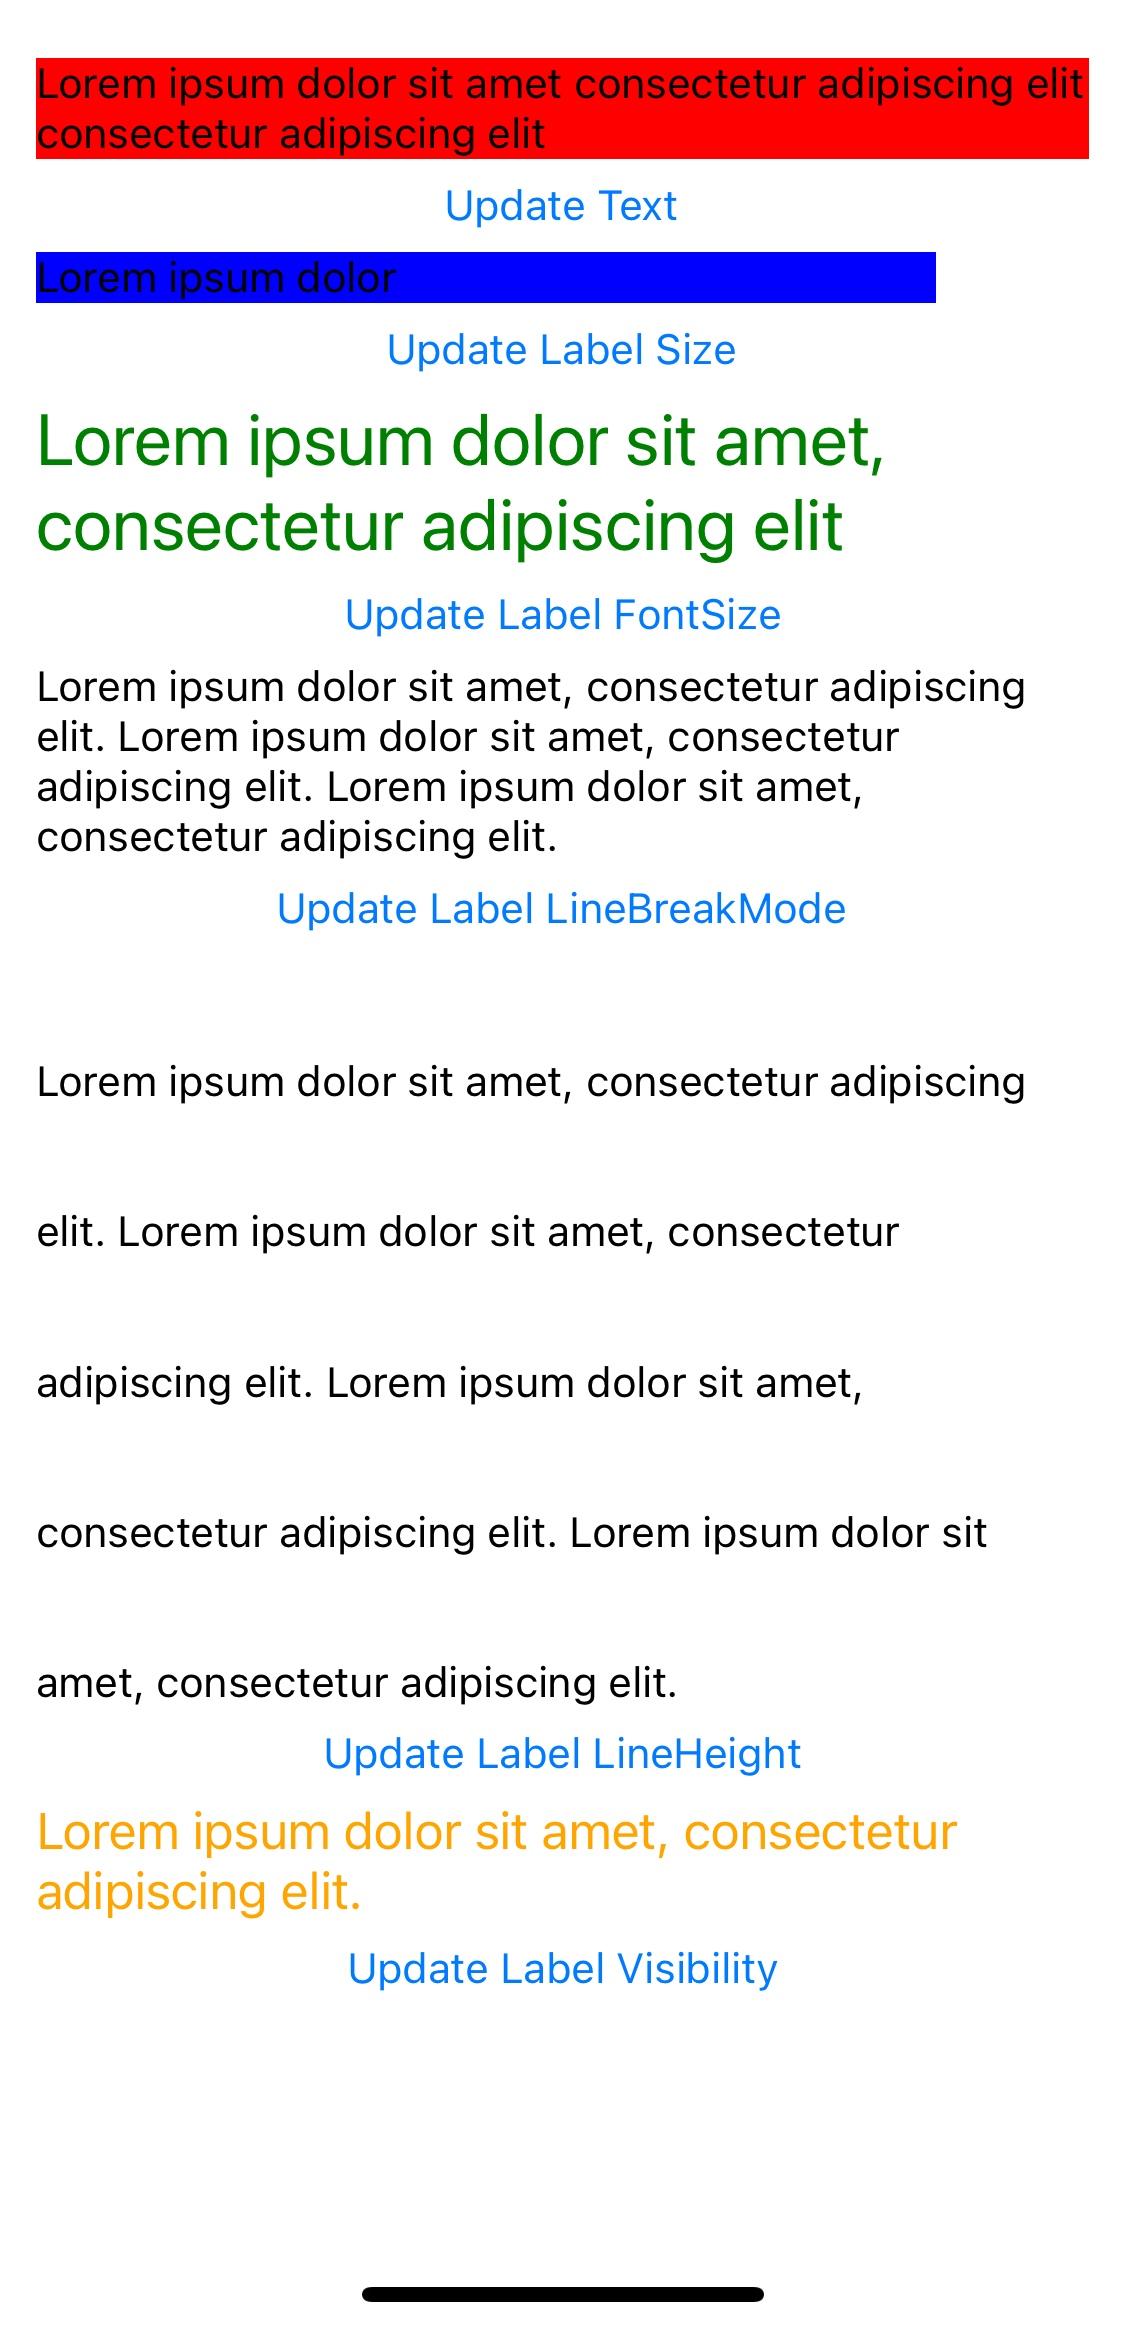 Lorem ipsum dolor sit amet consectetur adipiscing elit
consectetur adipiscing elit
Update Text
Lorem ipsum dolor
Update Label Size
Lorem ipsum dolor sit amet,
consectetur adipiscing elit
Update Label FontSize
Lorem ipsum dolor sit amet, consectetur adipiscing
elit. Lorem ipsum dolor sit amet, consectetur
adipiscing elit. Lorem ipsum dolor sit amet,
consectetur adipiscing elit.
Update Label LineBreakMode
Lorem ipsum dolor sit amet, consectetur adipiscing
elit. Lorem ipsum dolor sit amet, consectetur
adipiscing elit. Lorem ipsum dolor sit amet,
consectetur adipiscing elit. Lorem ipsum dolor sit
amet, consectetur adipiscing elit.
Update Label LineHeight
Lorem ipsum dolor sit amet, consectetur
adipiscing elit.
Update Label Visibility